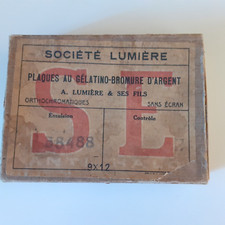 SOCIÉTÉ LUMIÈRE
PLAQUES AU GÉLATINO-BROMURE D'ARGENT
A. LUMIÈRE & SES FILS
ORTHOCHROMATIQUES SANS ÉCRAN
Emulsion Contrôle
SL
9X12